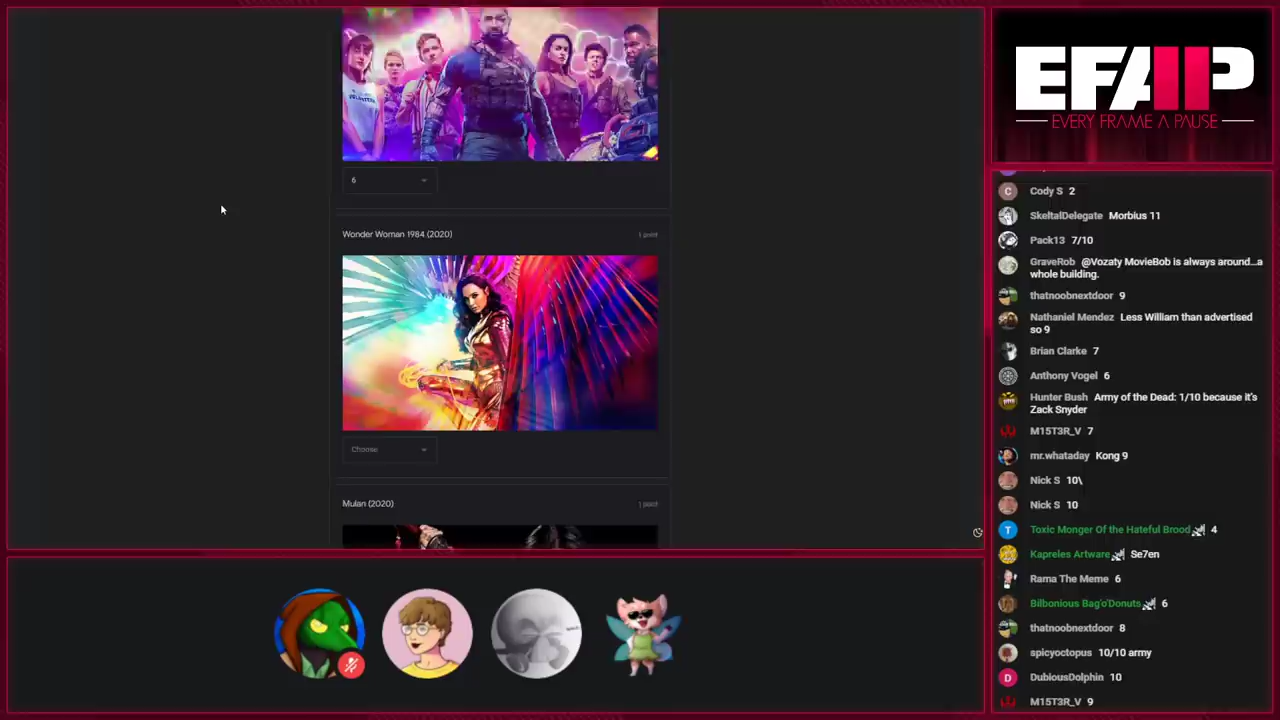 6
Wonder Woman 1984 (2020)
1 point
Choose
Mulan (2020)
1 point
EFAP
EVERY FRAME A PAUSE
C Cody S 2
SkeltalDelegate Morbius 11
Pack13 7/10
GraveRob @Vozaty MovieBob is always around...a
whole building.
thatnoobnextdoor 9
Nathaniel Mendez Less William than advertised
so 9
Brian Clarke 7
Anthony Vogel 6
Hunter Bush Army of the Dead: 1/10 because it's
Zack Snyder
M15T3R_V 7
mr.whataday Kong 9
Nick S 10\
Nick S 10
T Toxic Monger Of the Hateful Brood 4
Kapreles Artware Se7en
Rama The Meme 6
Bilbonious Bag'o'Donuts 6
thatnoobnextdoor 8
spicyoctopus 10/10 army
D DubiousDolphin 10
M15T3R_V 9